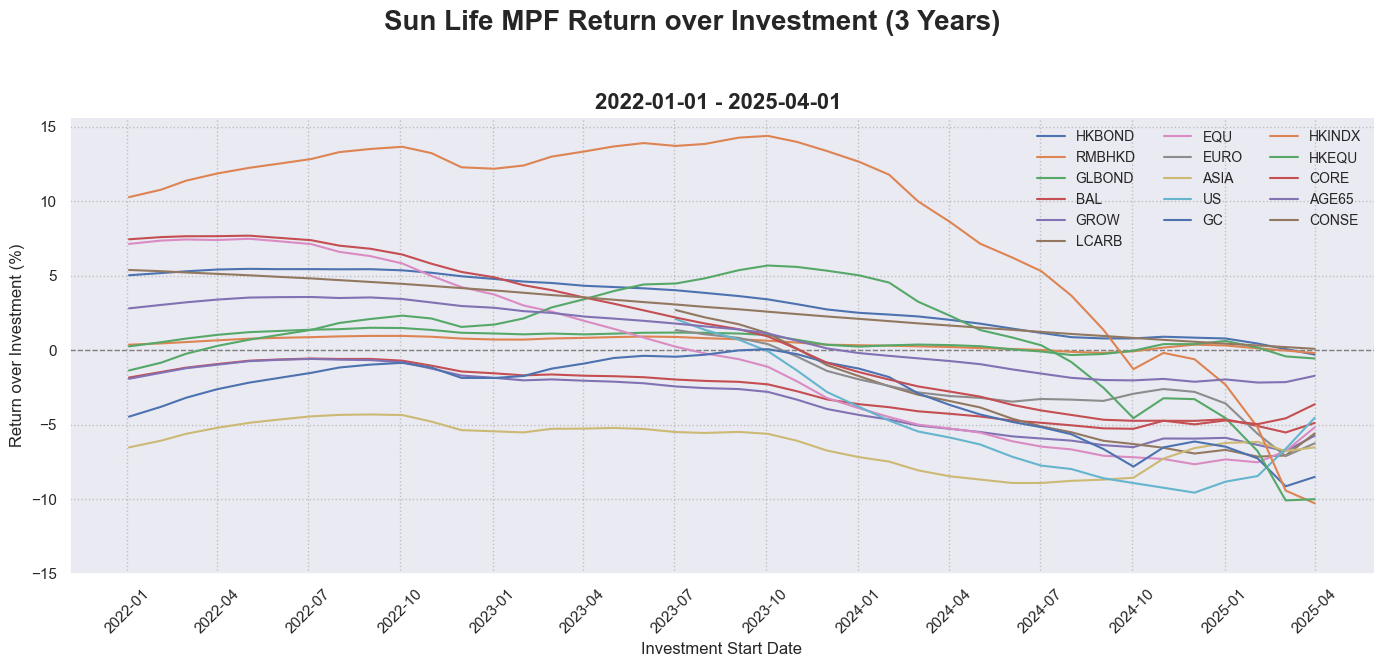 Sun Life MPF Return over Investment (3 Years)
2022-01-01 - 2025-04-01
HKBOND EQU HKINDX
RMBHKD EURO HKEQU
GLBOND ASIA CORE
BAL US AGE65
GROW GC CONSE
LCARB
15
10
5
0
−5
−10
−15
Return over Investment (%)
2022-01 2022-04 2022-07 2022-10 2023-01 2023-04 2023-07 2023-10 2024-01 2024-04 2024-07 2024-10 2025-01 2025-04
Investment Start Date